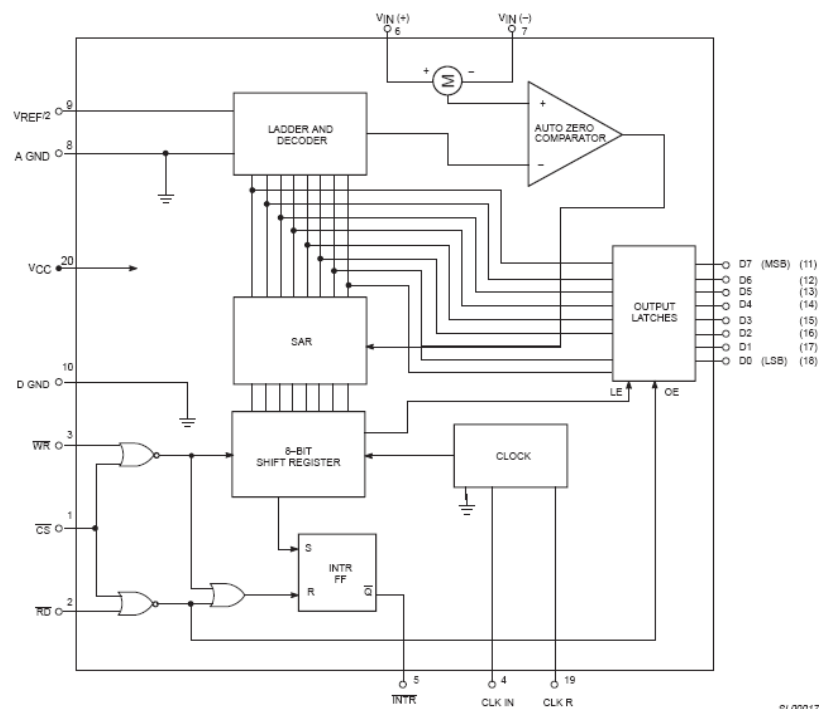 VIN (+)
6
VIN (–)
7
+
–
M
VREF/2
9
A GND
8
LADDER AND
DECODER
+
–
AUTO ZERO
COMPARATOR
VCC
20
D7 (MSB) (11)
D6 (12)
D5 (13)
D4 (14)
D3 (15)
D2 (16)
D1 (17)
D0 (LSB) (18)
OUTPUT
LATCHES
LE
OE
SAR
D GND
10
WR
3
8–BIT
SHIFT REGISTER
CLOCK
CS
1
S
R
INTR
FF
Q
RD
2
5
INTR
4
CLK IN
19
CLK R
SL00017